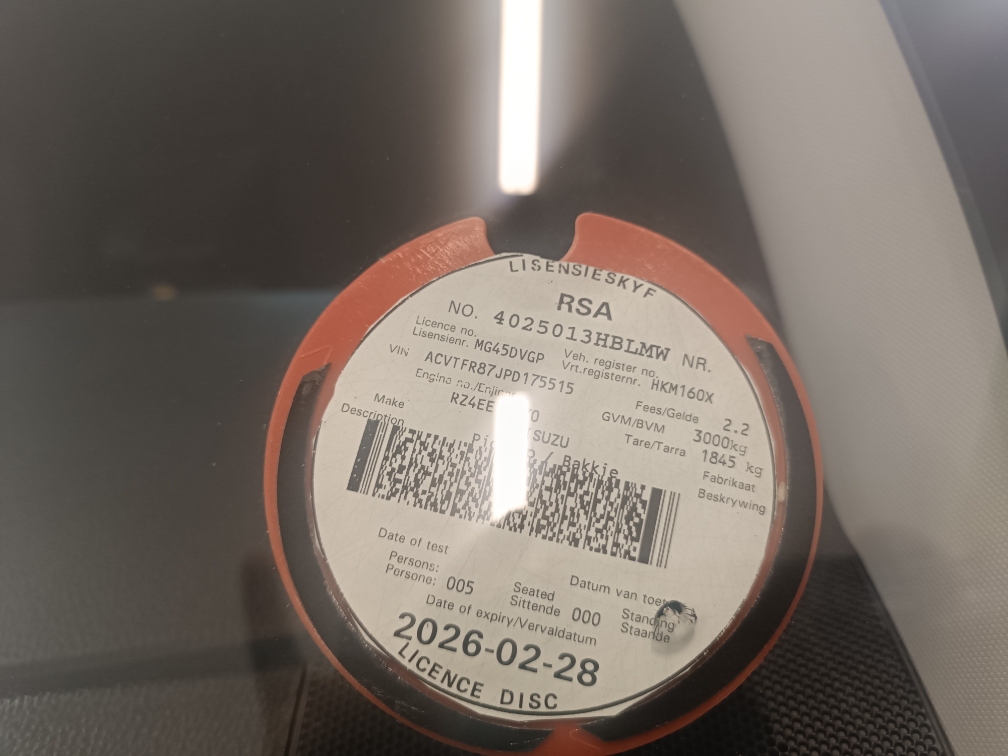 LISENSIESKYF
RSA
NO. 4025013HBLMW NR.
Licence no. Veh. register no.
Lisensienr. MG45DVGP Vrt.registernr. HKM160X
VIN ACVTFR87JPD175515
Engine no./Enjinnr. Fees/Gelde 2.2
GVM/BVM 3000kg
Tare/Tarra 1845 kg
Make Fabrikaat
Description / Bakkie Beskrywing
Date of test Datum van toets
Persons: Seated Standing
Persone: 005 Sittende 000 Staande
Date of expiry/Vervaldatum
2026-02-28
LICENCE DISC